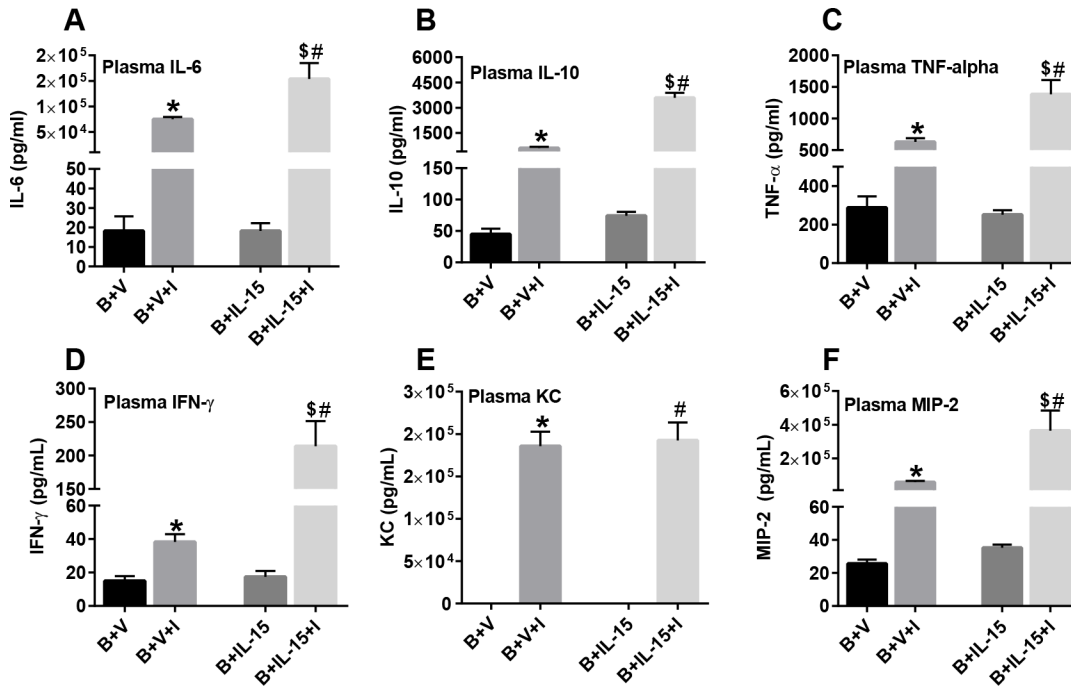 A
Plasma IL-6
IL-6 (pg/ml)
2×10⁵
2×10⁵
1×10⁵
5×10⁴
50
40
30
20
10
0
*
$#
B+V
B+V+I
B+IL-15
B+IL-15+I
B
Plasma IL-10
IL-10 (pg/ml)
6000
4500
3000
1500
150
100
50
0
*
$#
B+V
B+V+I
B+IL-15
B+IL-15+I
C
Plasma TNF-alpha
TNF-α (pg/ml)
2000
1500
1000
500
400
200
0
*
$#
B+V
B+V+I
B+IL-15
B+IL-15+I
D
Plasma IFN-γ
IFN-γ (pg/mL)
300
250
200
150
60
40
20
0
*
$#
B+V
B+V+I
B+IL-15
B+IL-15+I
E
Plasma KC
KC (pg/mL)
3×10⁵
2×10⁵
2×10⁵
1×10⁵
5×10⁴
0
*
#
B+V
B+V+I
B+IL-15
B+IL-15+I
F
Plasma MIP-2
MIP-2 (pg/mL)
6×10⁵
4×10⁵
2×10⁵
60
40
20
0
*
$#
B+V
B+V+I
B+IL-15
B+IL-15+I